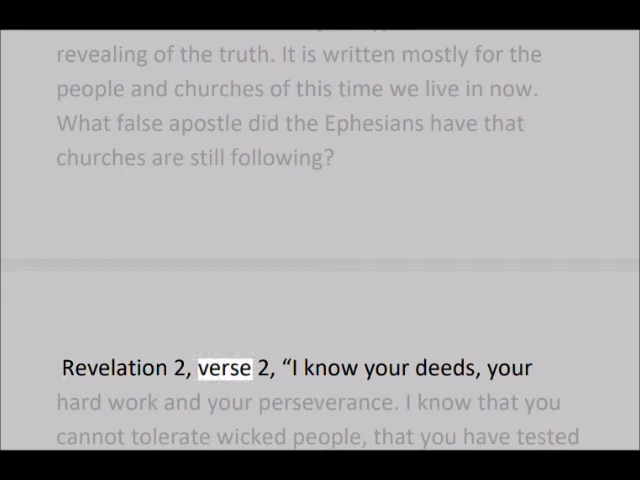 revealing of the truth. It is written mostly for the
people and churches of this time we live in now.
What false apostle did the Ephesians have that
churches are still following?
Revelation 2, verse 2, “I know your deeds, your
hard work and your perseverance. I know that you
cannot tolerate wicked people, that you have tested